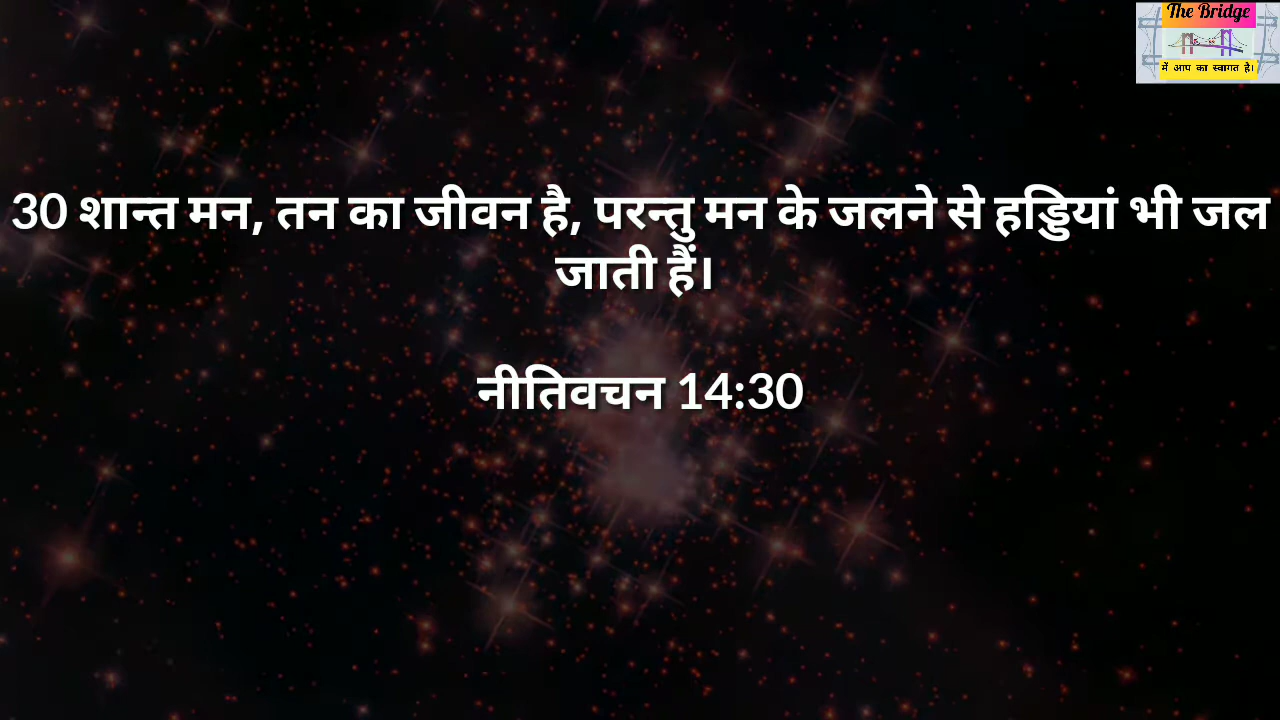 The Bridge
में आप का स्वागत है।
30 शान्त मन, तन का जीवन है, परन्तु मन के जलने से हड्डियां भी जल
जाती हैं।
नीतिवचन 14:30